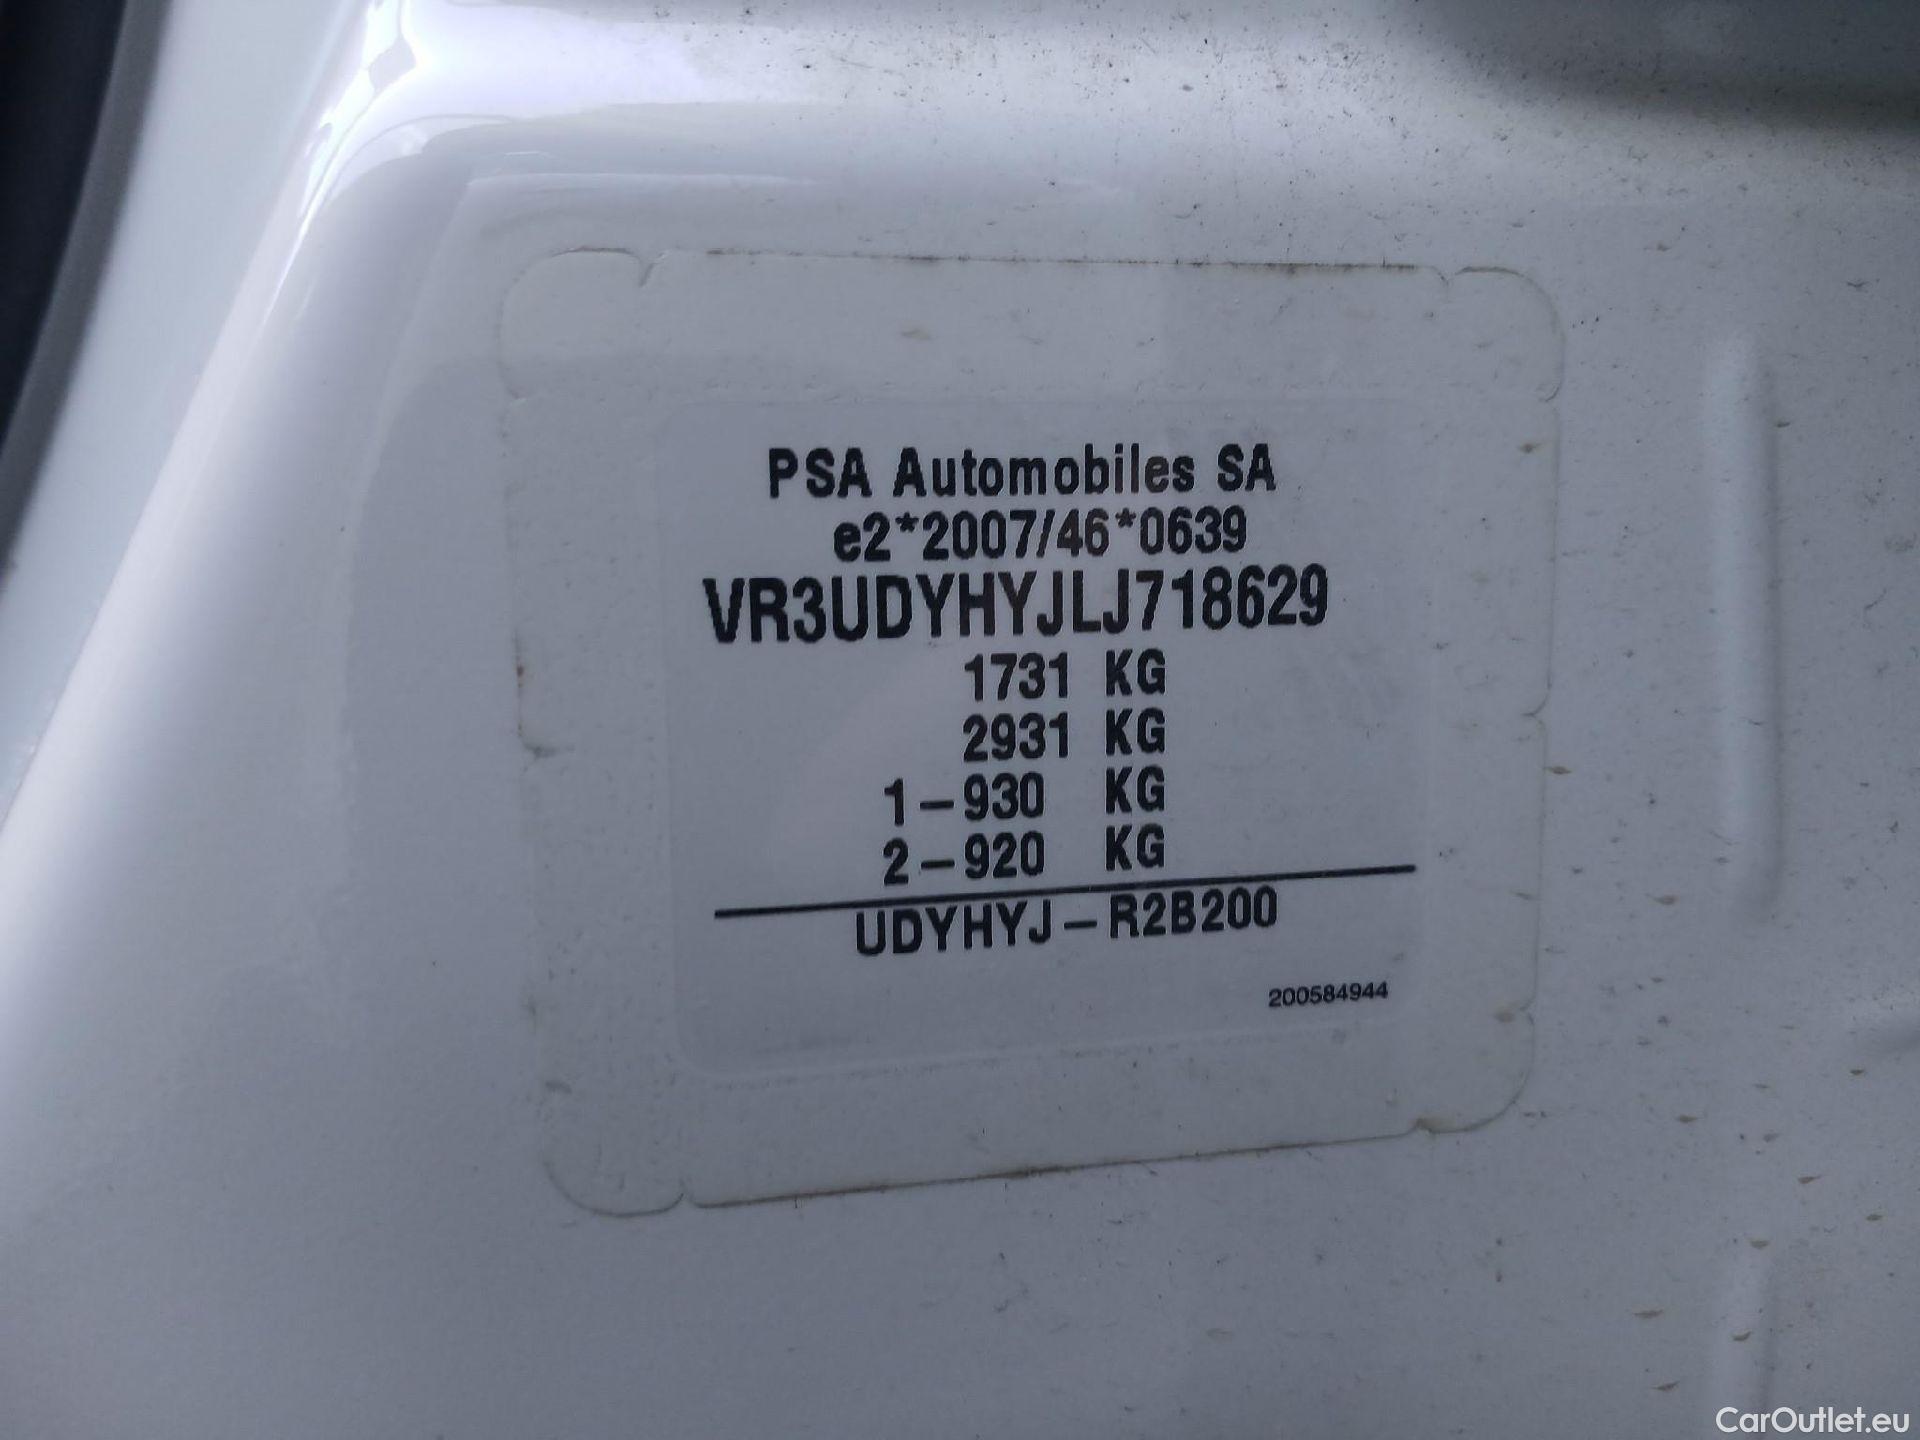 PSA Automobiles SA
e2*2007/46*0639
VR3UDYHYJLJ718629
1731 KG
2931 KG
1-930 KG
2-920 KG
UDYHYJ-R2B200
200584944
CarOutlet.eu